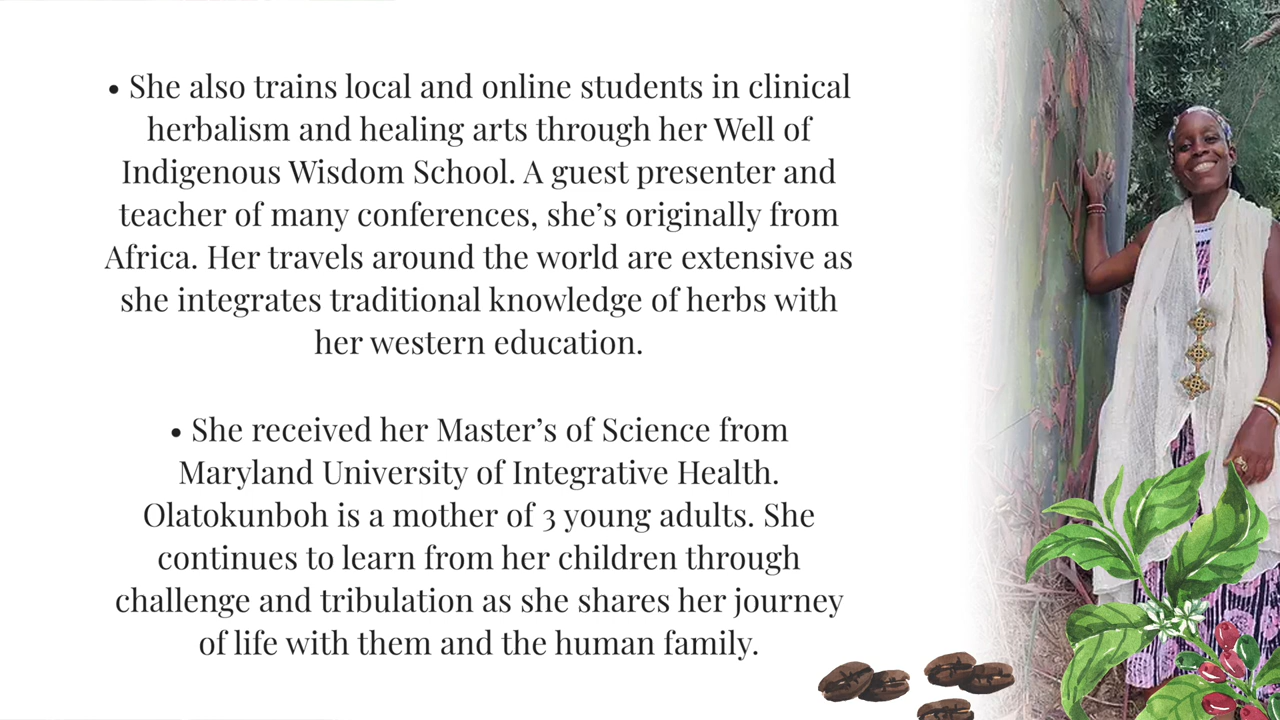 • She also trains local and online students in clinical
herbalism and healing arts through her Well of
Indigenous Wisdom School. A guest presenter and
teacher of many conferences, she’s originally from
Africa. Her travels around the world are extensive as
she integrates traditional knowledge of herbs with
her western education.
• She received her Master’s of Science from
Maryland University of Integrative Health.
Olatokunboh is a mother of 3 young adults. She
continues to learn from her children through
challenge and tribulation as she shares her journey
of life with them and the human family.